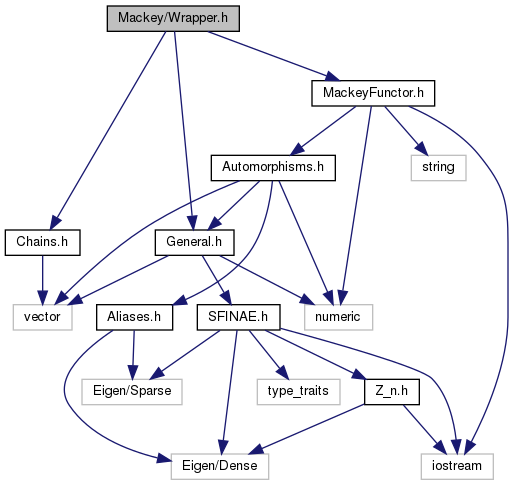 Mackey/Wrapper.h
MackeyFunctor.h
Automorphisms.h
string
Chains.h
General.h
vector
Aliases.h
SFINAE.h
numeric
Eigen/Sparse
type_traits
Z_n.h
Eigen/Dense
iostream